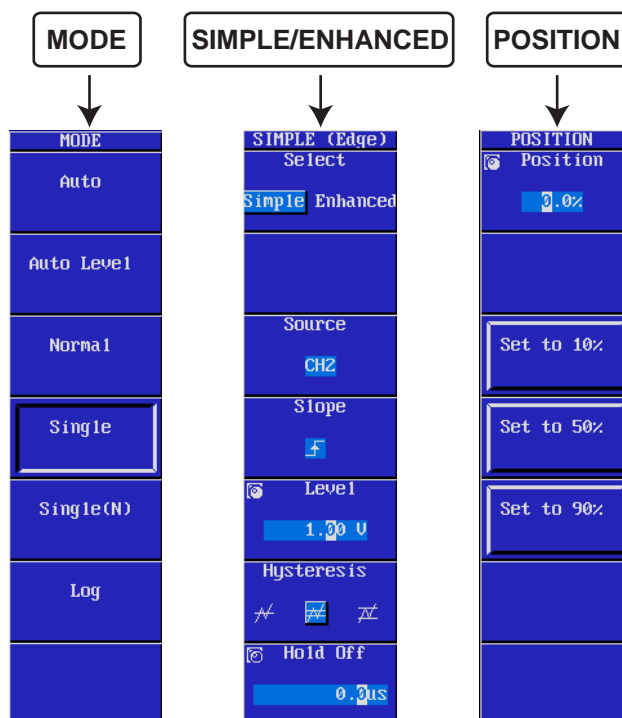 MODE
SIMPLE/ENHANCED
POSITION
MODE
Auto
Auto Level
Normal
Single
Single(N)
Log
SIMPLE (Edge)
Select
Simple Enhanced
Source
CH2
Slope
Level
1.00 V
Hysteresis
Hold Off
0.0us
POSITION
Position
0.0%
Set to 10%
Set to 50%
Set to 90%